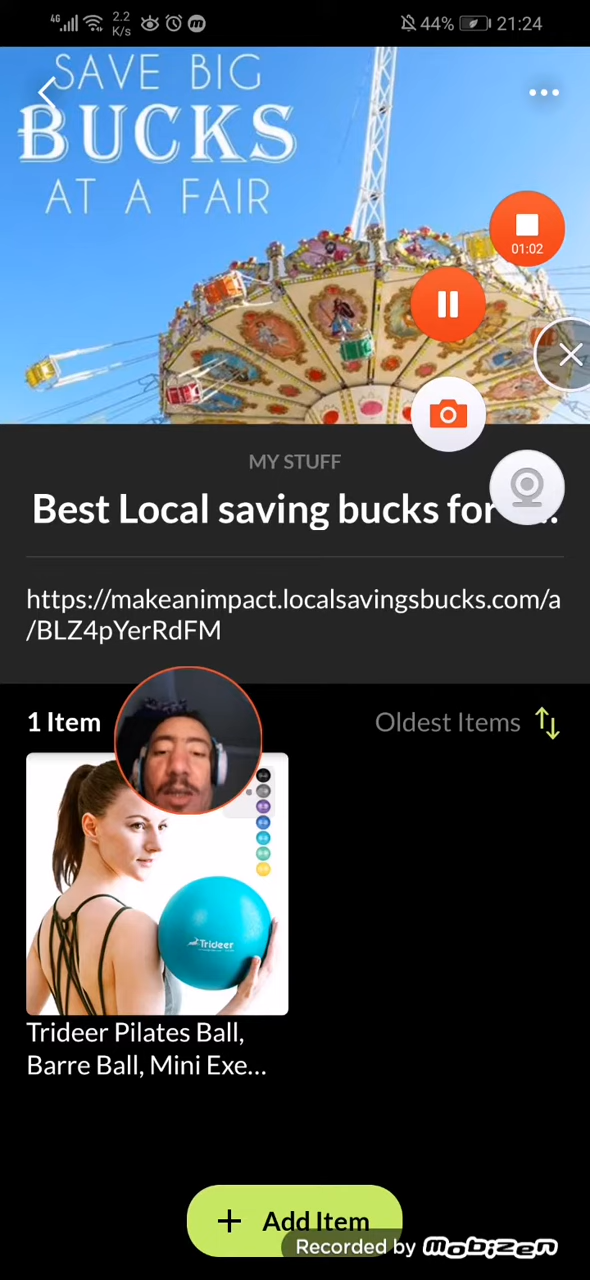 4G
2.2
K/s
44%
21:24
SAVE BIG
BUCKS
AT A FAIR
01:02
MY STUFF
Best Local saving bucks for
https://makeanimpact.localsavingsbucks.com/a
/BLZ4pYerRdFM
1 Item
Oldest Items
Trideer
Trideer Pilates Ball,
Barre Ball, Mini Exe...
+ Add Item
Recorded by mobizen